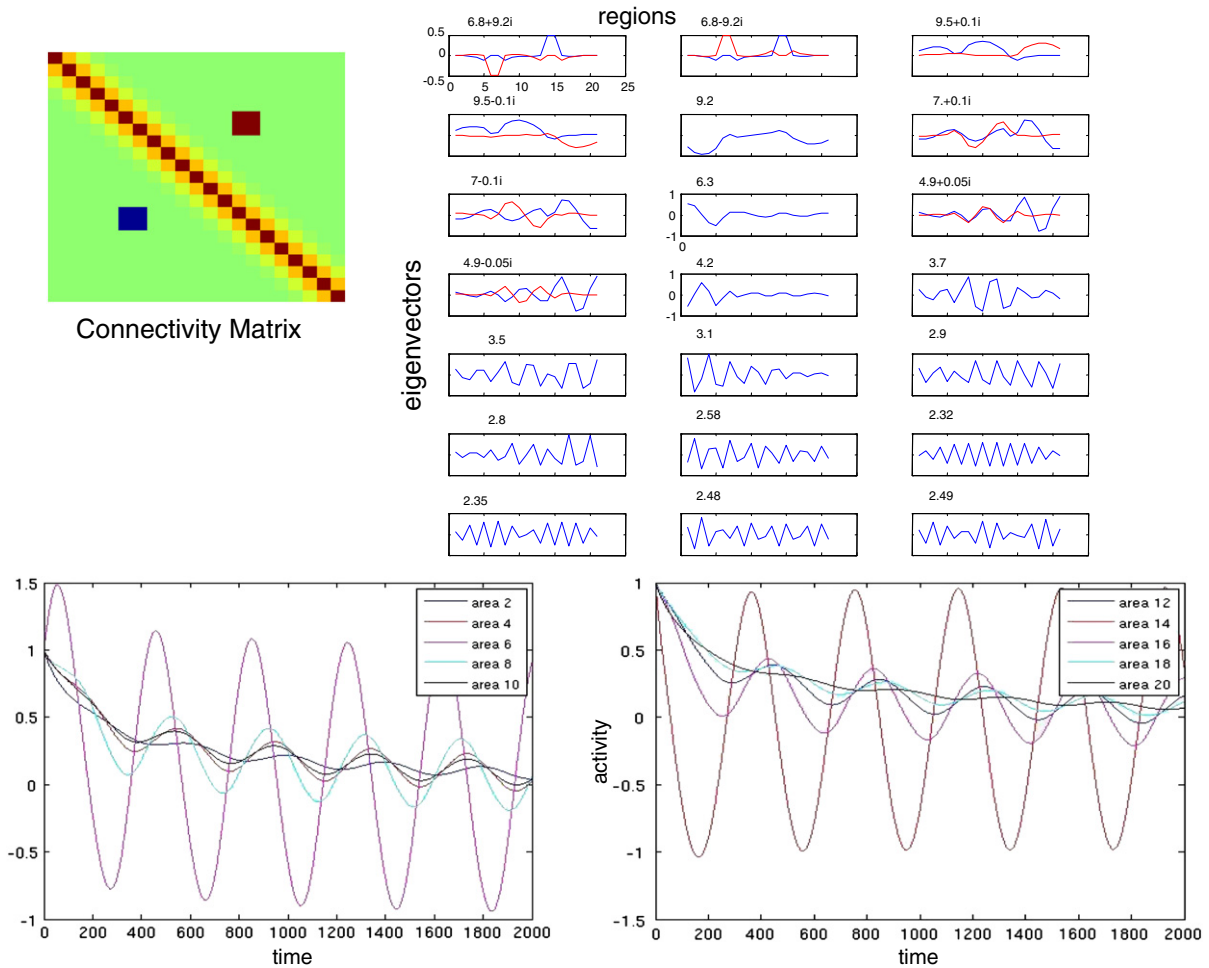 regions
6.8+9.2i
6.8-9.2i
9.5+0.1i
0.5
0
-0.5
0 5 10 15 20 25
9.5-0.1i
9.2
7.+0.1i
7-0.1i
6.3
4.9+0.05i
1
0
-1
0
4.9-0.05i
4.2
3.7
1
0
-1
3.5
3.1
2.9
2.8
2.58
2.32
2.35
2.48
2.49
eigenvectors
Connectivity Matrix
1.5
1
0.5
0
-0.5
-1
0 200 400 600 800 1000 1200 1400 1600 1800 2000
time
area 2
area 4
area 6
area 8
area 10
1
0.5
0
-0.5
-1
-1.5
activity
0 200 400 600 800 1000 1200 1400 1600 1800 2000
time
area 12
area 14
area 16
area 18
area 20